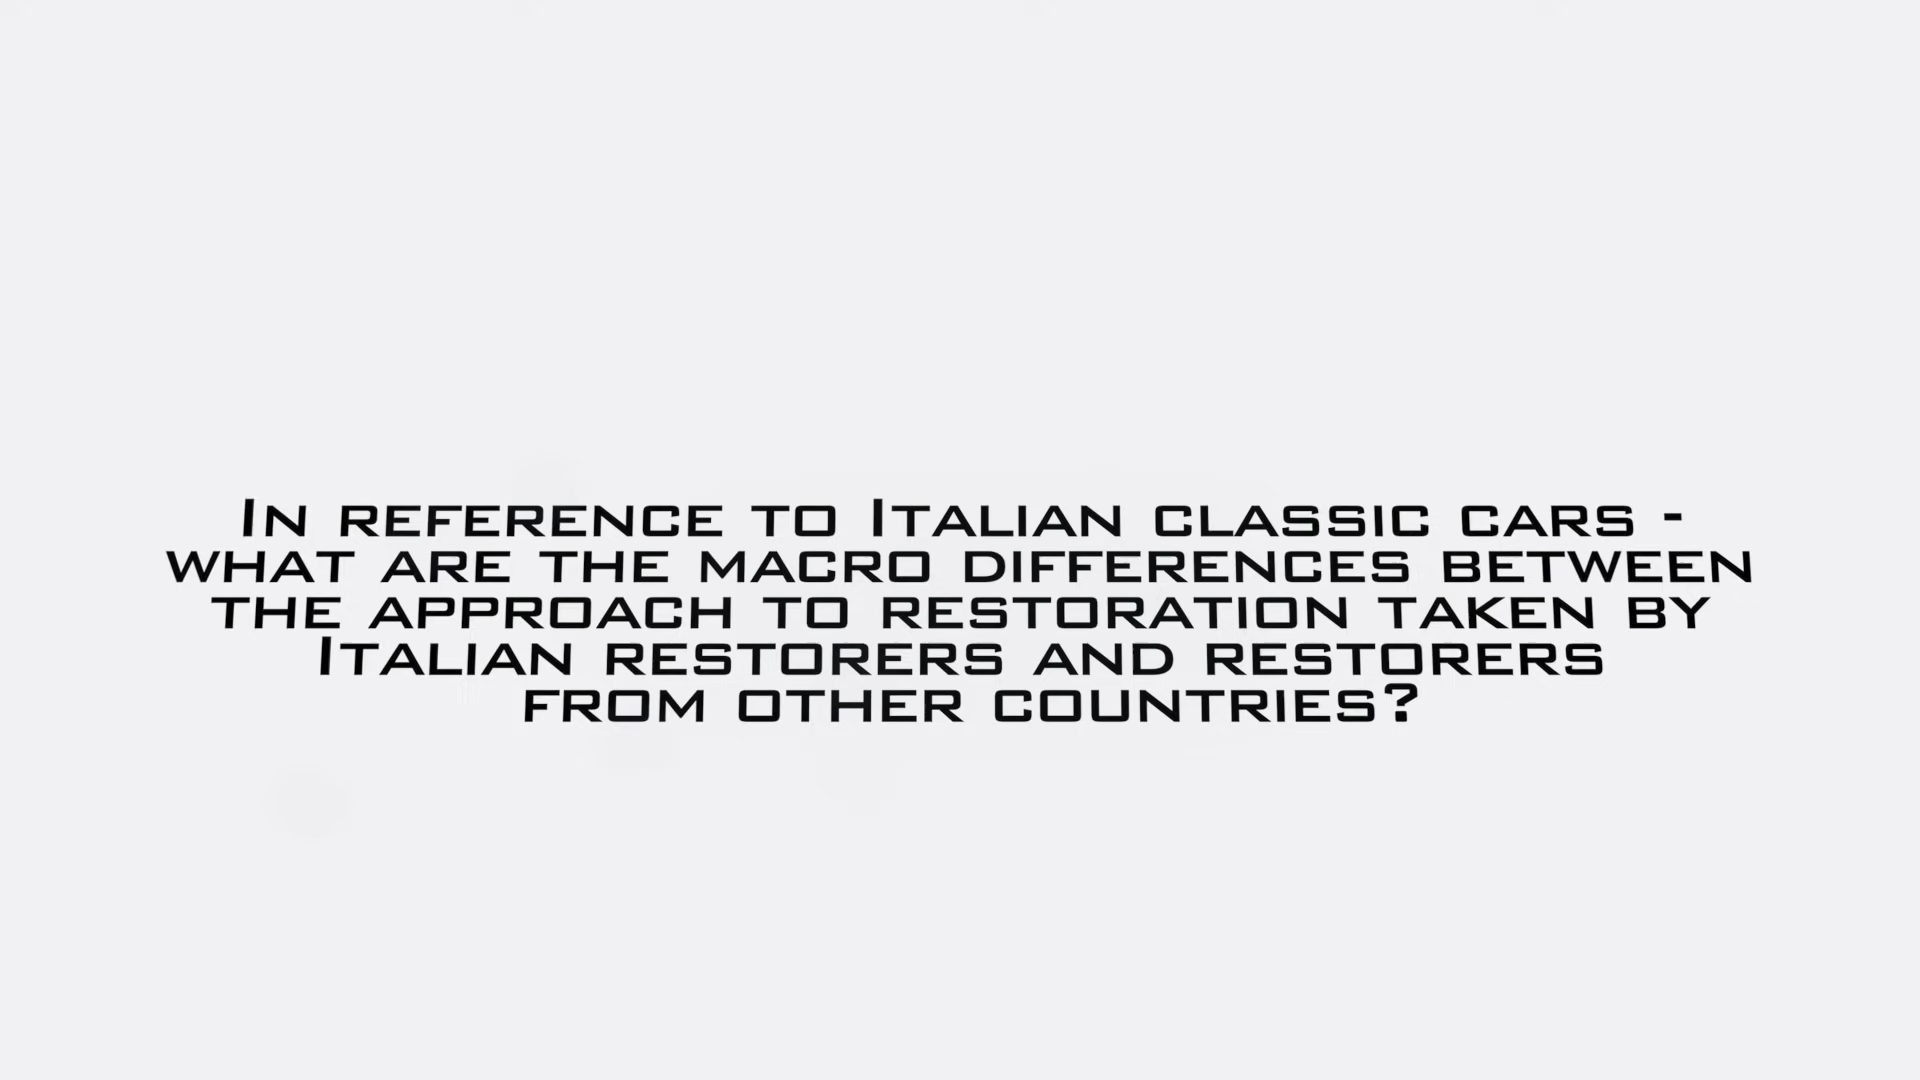 In reference to Italian classic cars -
what are the macro differences between
the approach to restoration taken by
Italian restorers and restorers
from other countries?